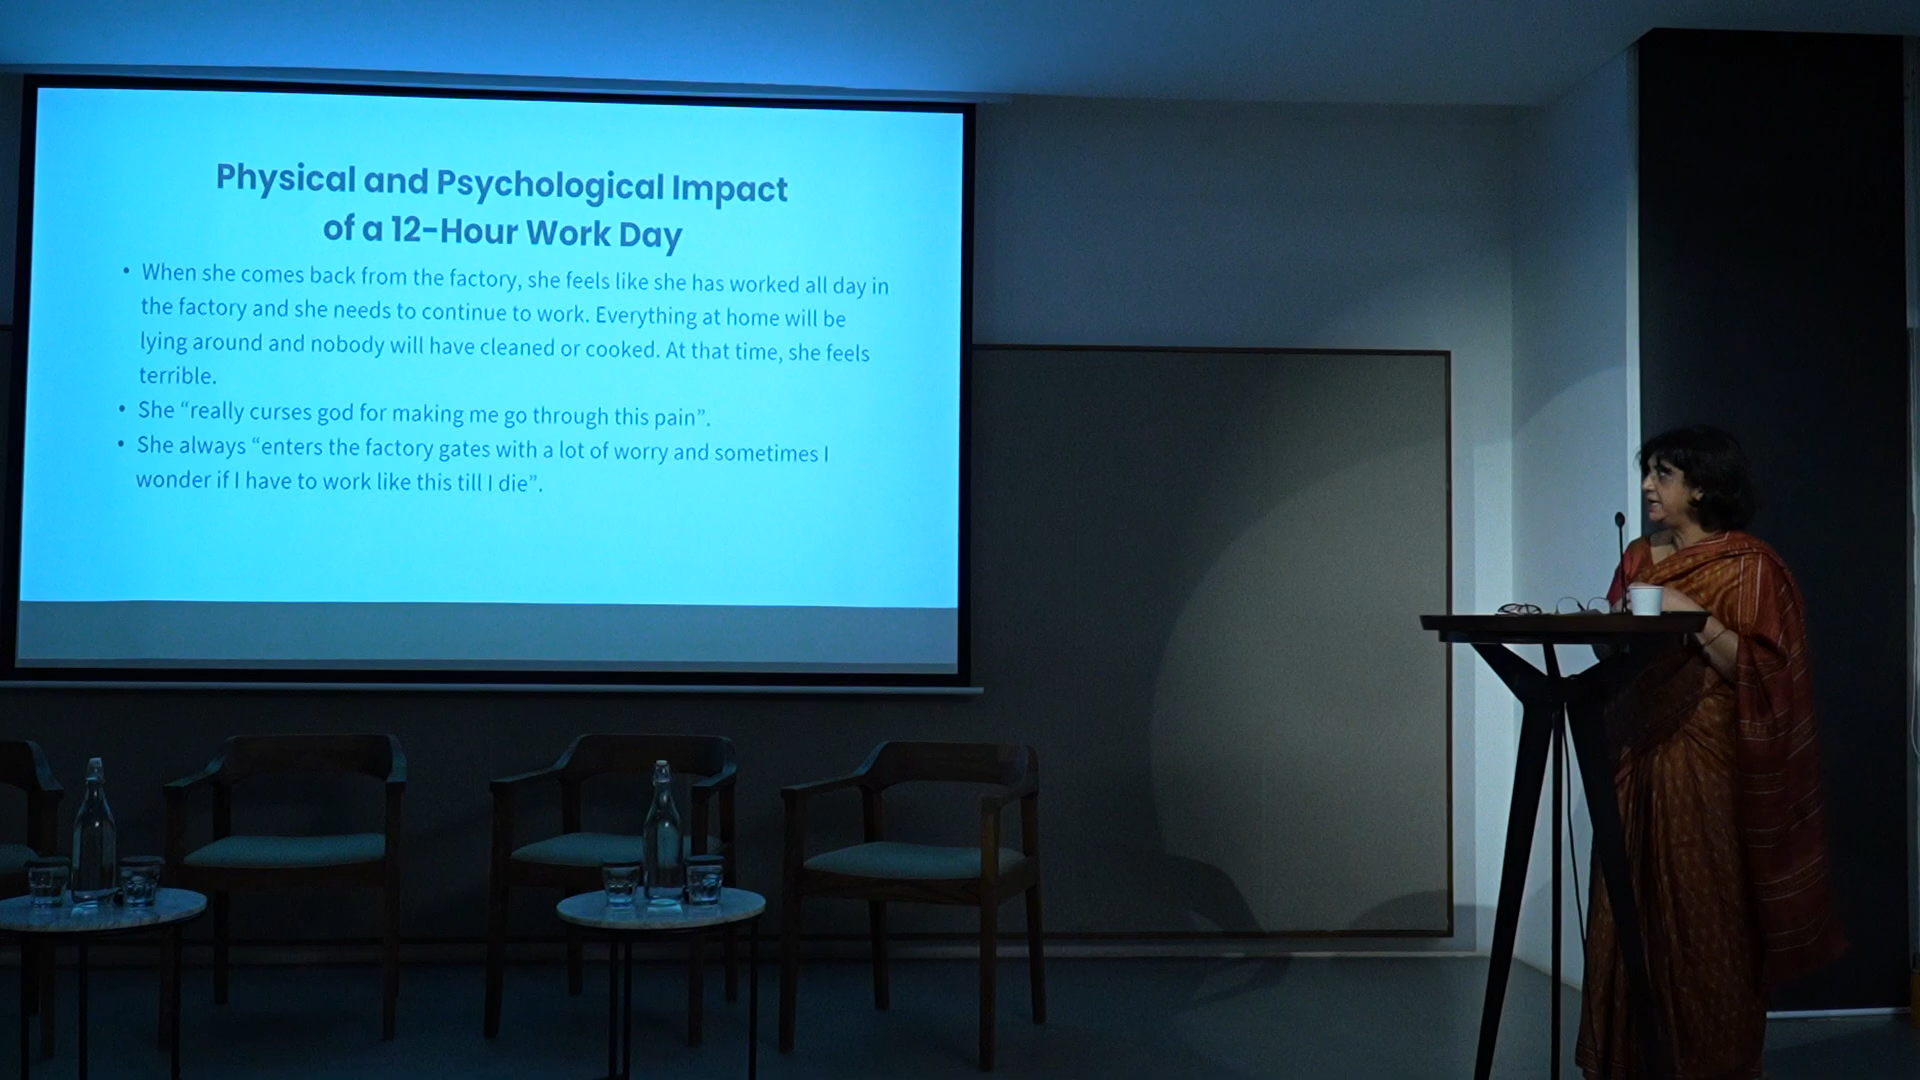 Physical and Psychological Impact
of a 12-Hour Work Day
• When she comes back from the factory, she feels like she has worked all day in
the factory and she needs to continue to work. Everything at home will be
lying around and nobody will have cleaned or cooked. At that time, she feels
terrible.
• She “really curses god for making me go through this pain”.
• She always “enters the factory gates with a lot of worry and sometimes I
wonder if I have to work like this till I die”.